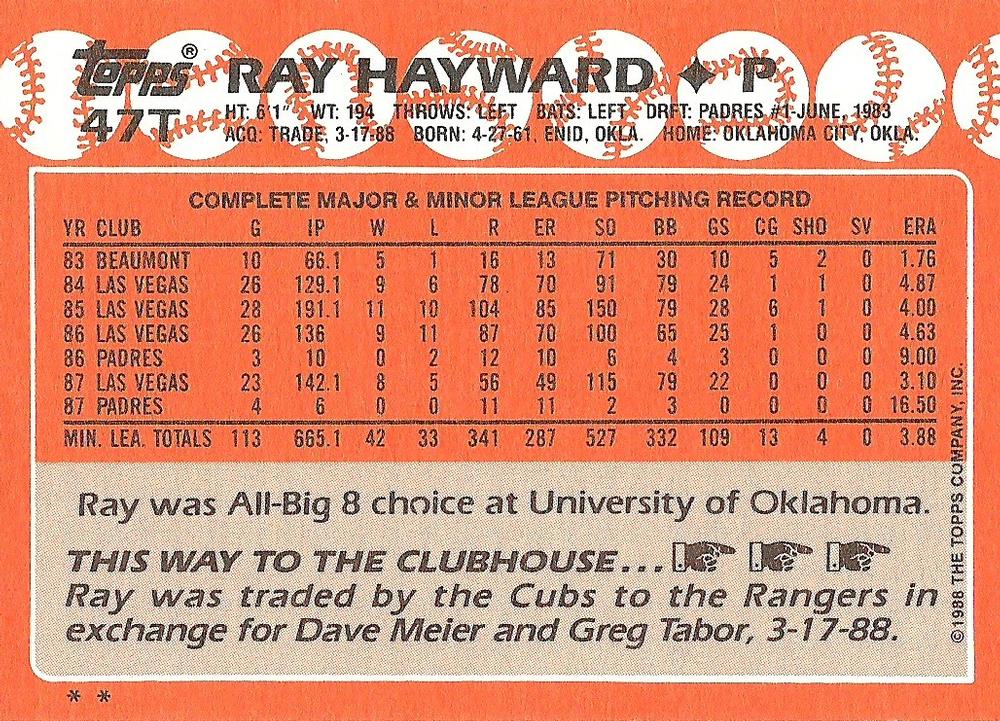 Topps® RAY HAYWARD ♦ P
47T HT: 6'1" WT: 194 THROWS: LEFT BATS: LEFT DRFT: PADRES #1-JUNE, 1983
ACQ: TRADE, 3-17-88 BORN: 4-27-61, ENID, OKLA. HOME: OKLAHOMA CITY, OKLA.
COMPLETE MAJOR & MINOR LEAGUE PITCHING RECORD
YR CLUB G IP W L R ER SO BB GS CG SHO SV ERA
83 BEAUMONT 10 66.1 5 1 16 13 71 30 10 5 2 0 1.76
84 LAS VEGAS 26 129.1 9 6 78 70 91 79 24 1 1 0 4.87
85 LAS VEGAS 28 191.1 11 10 104 85 150 79 28 6 1 0 4.00
86 LAS VEGAS 26 136 9 11 87 70 100 65 25 1 0 0 4.63
86 PADRES 3 10 0 2 12 10 6 4 3 0 0 0 9.00
87 LAS VEGAS 23 142.1 8 5 56 49 115 79 22 0 0 0 3.10
87 PADRES 4 6 0 0 11 11 2 3 0 0 0 0 16.50
MIN. LEA. TOTALS 113 665.1 42 33 341 287 527 332 109 13 4 0 3.88
Ray was All-Big 8 choice at University of Oklahoma.
THIS WAY TO THE CLUBHOUSE...
Ray was traded by the Cubs to the Rangers in
exchange for Dave Meier and Greg Tabor, 3-17-88.
©1988 THE TOPPS COMPANY, INC.
* *